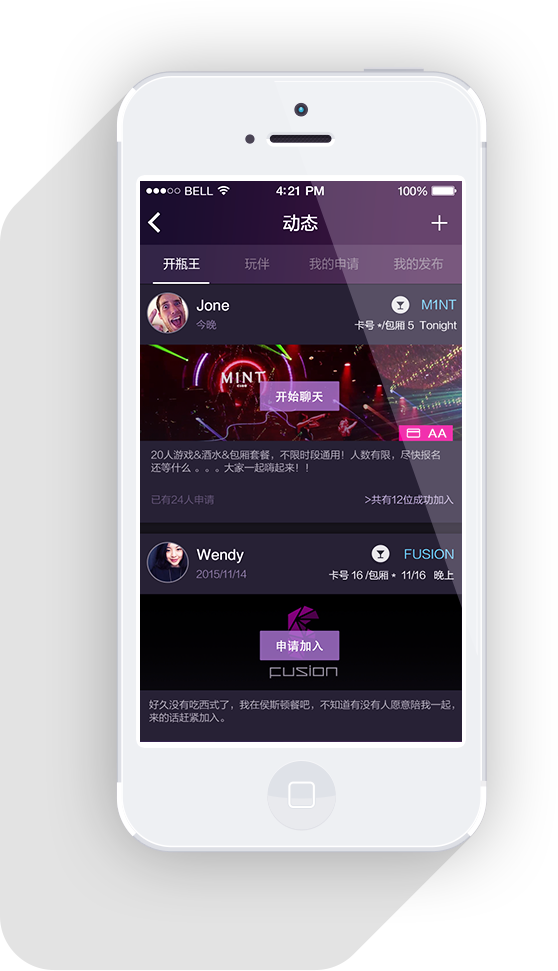 BELL 4:21 PM 100%
动态
开瓶王 玩伴 我的申请 我的发布
Jone M1NT
今晚 卡号 */包厢 5 Tonight
M1NT
开始聊天
AA
20人游戏&酒水&包厢套餐，不限时段通用！人数有限，尽快报名
还等什么 。。。大家一起嗨起来！！
已有24人申请 >共有12位成功加入
Wendy FUSION
2015/11/14 卡号 16 /包厢 * 11/16 晚上
申请加入
FUSION
好久没有吃西式了，我在侯斯顿餐吧，不知道有没有人愿意陪我一起，
来的话赶紧加入。